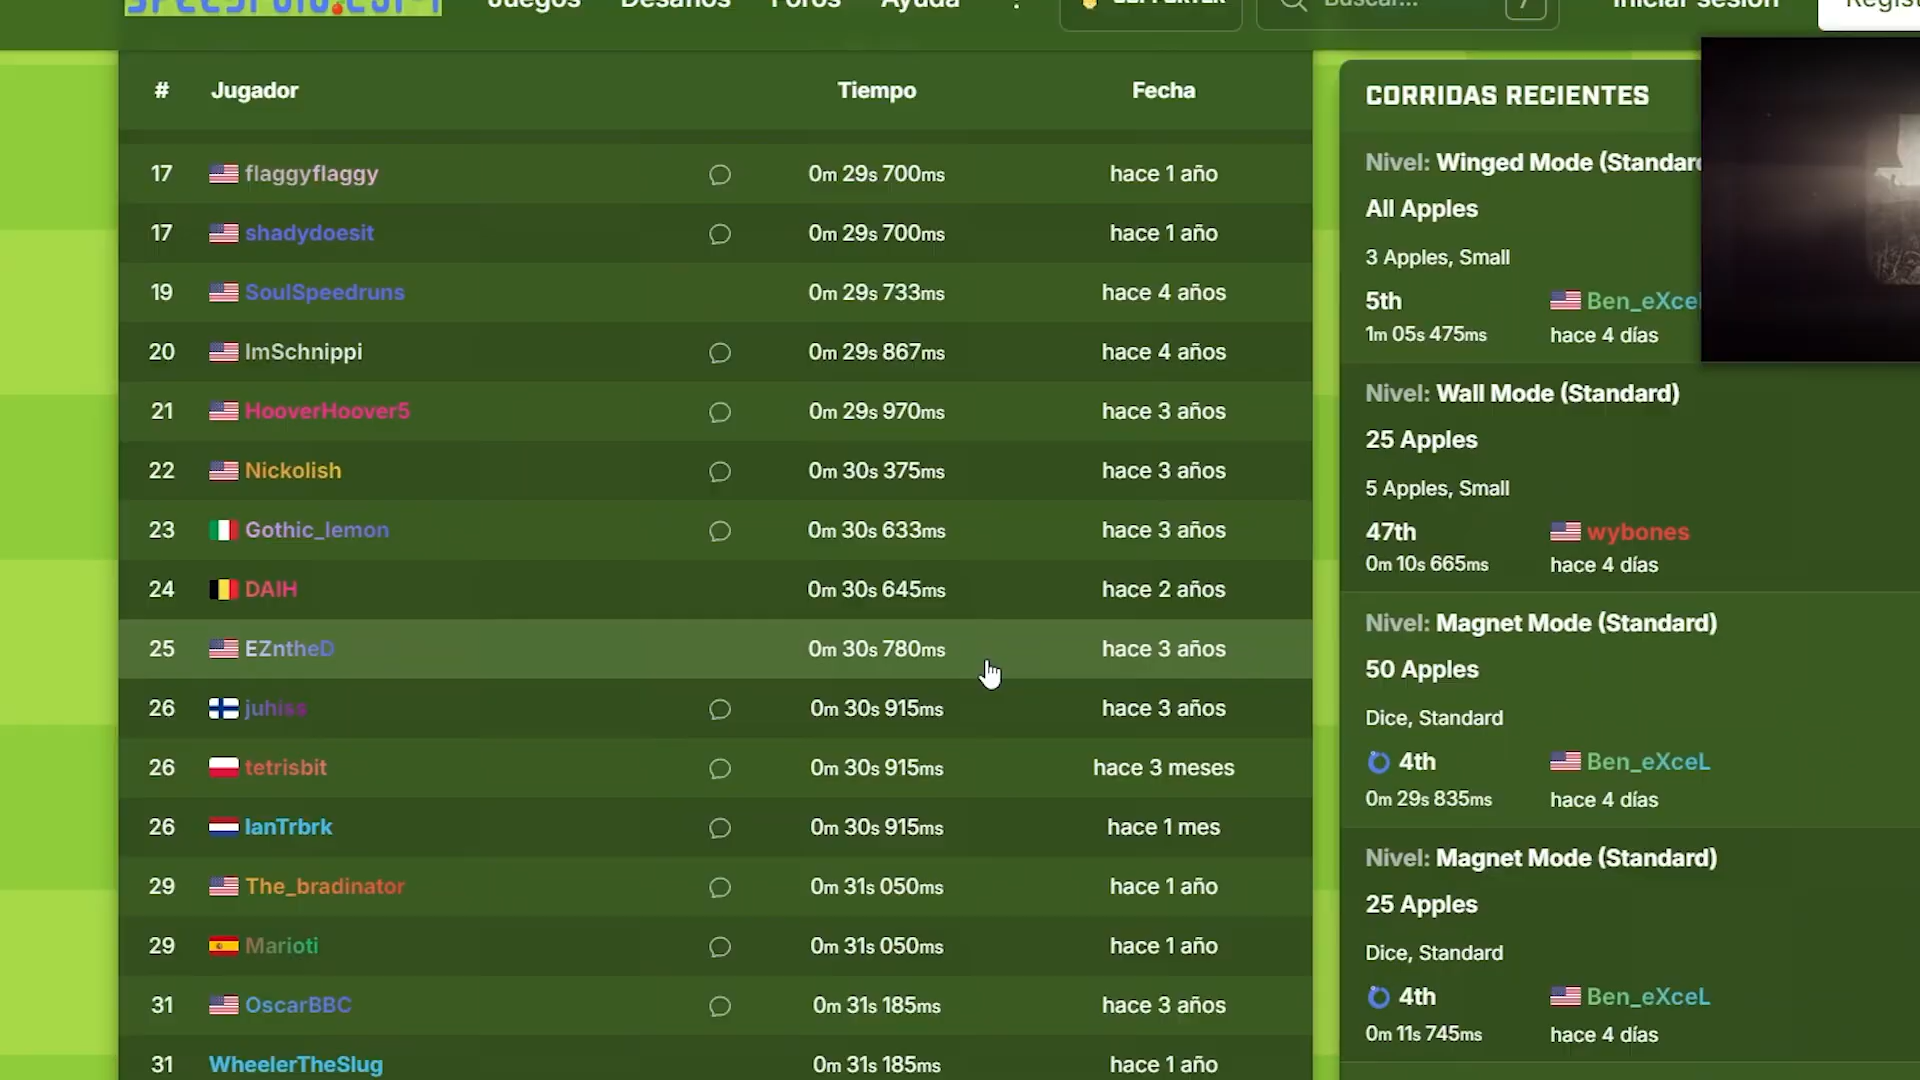 Juegos Desafíos Foros Ayuda
SUPPORTER
Buscar... /
Iniciar sesión
# Jugador Tiempo Fecha
17 flaggyflaggy 0m 29s 700ms hace 1 año
17 shadydoesit 0m 29s 700ms hace 1 año
19 SoulSpeedruns 0m 29s 733ms hace 4 años
20 ImSchnippi 0m 29s 867ms hace 4 años
21 HooverHoover5 0m 29s 970ms hace 3 años
22 Nickolish 0m 30s 375ms hace 3 años
23 Gothic_lemon 0m 30s 633ms hace 3 años
24 DAIH 0m 30s 645ms hace 2 años
25 EZntheD 0m 30s 780ms hace 3 años
26 juhiss 0m 30s 915ms hace 3 años
26 tetrisbit 0m 30s 915ms hace 3 meses
26 IanTrbrk 0m 30s 915ms hace 1 mes
29 The_bradinator 0m 31s 050ms hace 1 año
29 Marioti 0m 31s 050ms hace 1 año
31 OscarBBC 0m 31s 185ms hace 3 años
31 WheelerTheSlug 0m 31s 185ms hace 1 año
CORRIDAS RECIENTES
Nivel: Winged Mode (Standard
All Apples
3 Apples, Small
5th Ben_eXceL
1m 05s 475ms hace 4 días
Nivel: Wall Mode (Standard)
25 Apples
5 Apples, Small
47th wybones
0m 10s 665ms hace 4 días
Nivel: Magnet Mode (Standard)
50 Apples
Dice, Standard
4th Ben_eXceL
0m 29s 835ms hace 4 días
Nivel: Magnet Mode (Standard)
25 Apples
Dice, Standard
4th Ben_eXceL
0m 11s 745ms hace 4 días